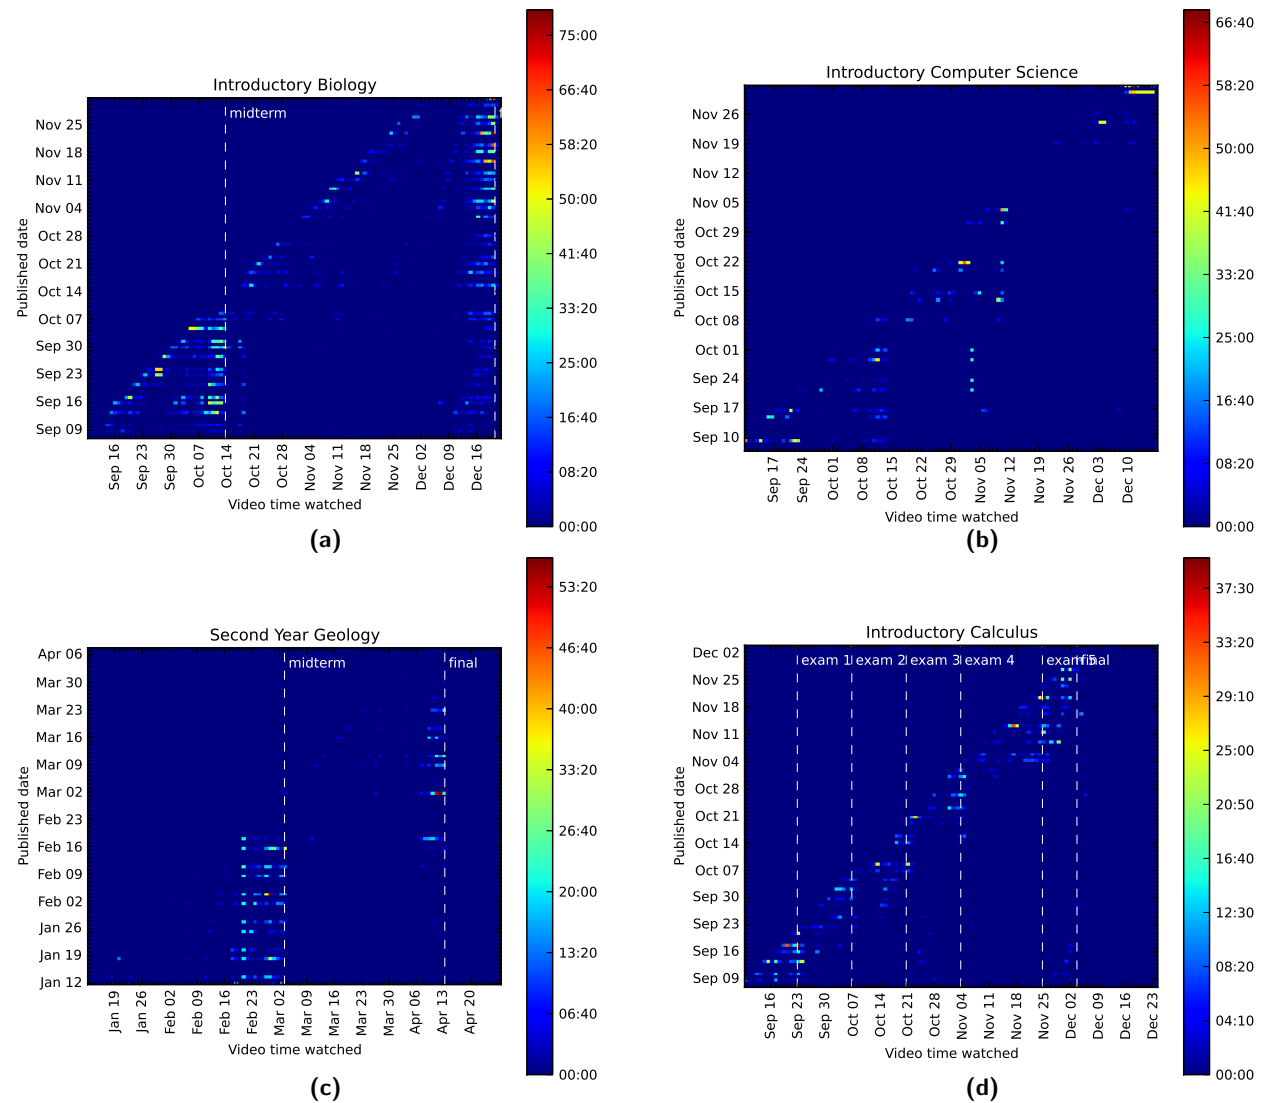 Introductory Biology
midterm
f
Published date
Nov 25
Nov 18
Nov 11
Nov 04
Oct 28
Oct 21
Oct 14
Oct 07
Sep 30
Sep 23
Sep 16
Sep 09
Sep 16
Sep 23
Sep 30
Oct 07
Oct 14
Oct 21
Oct 28
Nov 04
Nov 11
Nov 18
Nov 25
Dec 02
Dec 09
Dec 16
Video time watched
75:00
66:40
58:20
50:00
41:40
33:20
25:00
16:40
08:20
00:00
(a)
Introductory Computer Science
Published date
Nov 26
Nov 19
Nov 12
Nov 05
Oct 29
Oct 22
Oct 15
Oct 08
Oct 01
Sep 24
Sep 17
Sep 10
Sep 17
Sep 24
Oct 01
Oct 08
Oct 15
Oct 22
Oct 29
Nov 05
Nov 12
Nov 19
Nov 26
Dec 03
Dec 10
Video time watched
66:40
58:20
50:00
41:40
33:20
25:00
16:40
08:20
00:00
(b)
Second Year Geology
midterm
final
Published date
Apr 06
Mar 30
Mar 23
Mar 16
Mar 09
Mar 02
Feb 23
Feb 16
Feb 09
Feb 02
Jan 26
Jan 19
Jan 12
Jan 19
Jan 26
Feb 02
Feb 09
Feb 16
Feb 23
Mar 02
Mar 09
Mar 16
Mar 23
Mar 30
Apr 06
Apr 13
Apr 20
Video time watched
53:20
46:40
40:00
33:20
26:40
20:00
13:20
06:40
00:00
(c)
Introductory Calculus
exam 1
exam 2
exam 3
exam 4
exam 5
final
Published date
Dec 02
Nov 25
Nov 18
Nov 11
Nov 04
Oct 28
Oct 21
Oct 14
Oct 07
Sep 30
Sep 23
Sep 16
Sep 09
Sep 16
Sep 23
Sep 30
Oct 07
Oct 14
Oct 21
Oct 28
Nov 04
Nov 11
Nov 18
Nov 25
Dec 02
Dec 09
Dec 16
Dec 23
Video time watched
37:30
33:20
29:10
25:00
20:50
16:40
12:30
08:20
04:10
00:00
(d)